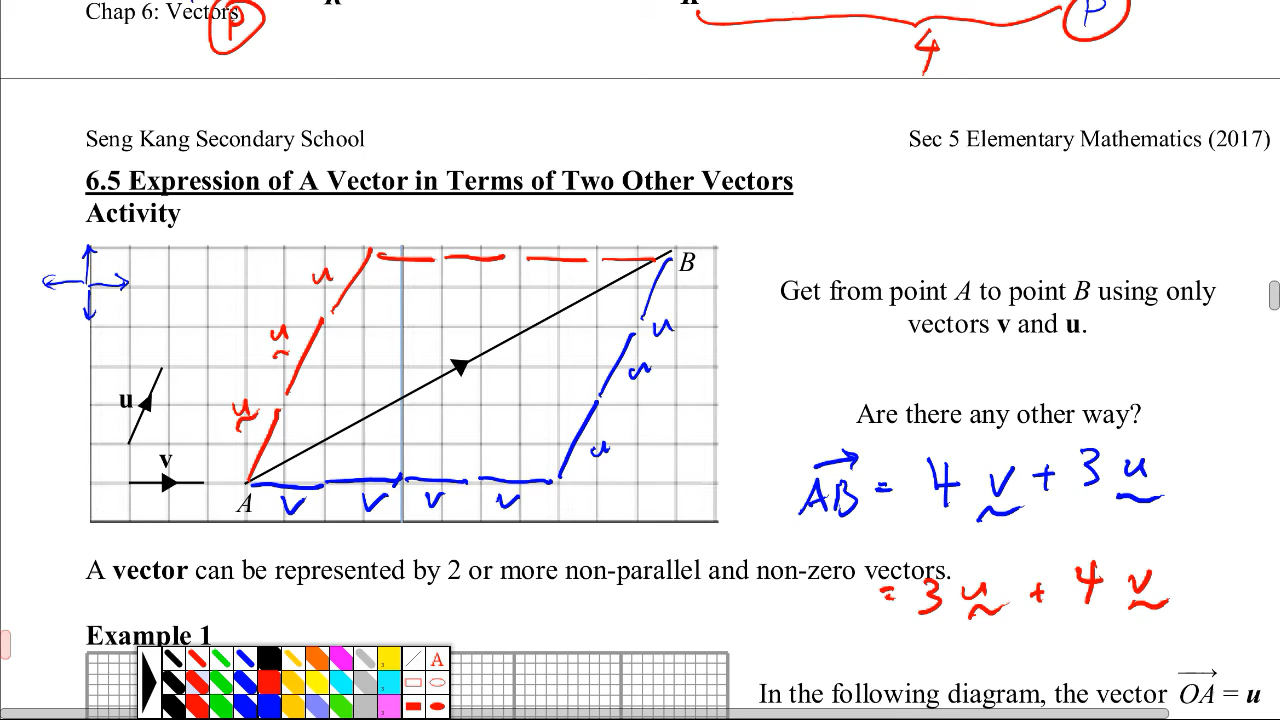 Chap 6: Vectors
P
4
P
Seng Kang Secondary School
Sec 5 Elementary Mathematics (2017)
6.5 Expression of A Vector in Terms of Two Other Vectors
Activity
u
u
u
u
v
A
B
v v v v
u
u
u
Get from point A to point B using only
vectors v and u.
Are there any other way?
AB = 4 v + 3 u
= 3 u + 4 v
A vector can be represented by 2 or more non-parallel and non-zero vectors.
Example 1
A
3
3
3
In the following diagram, the vector OA = u